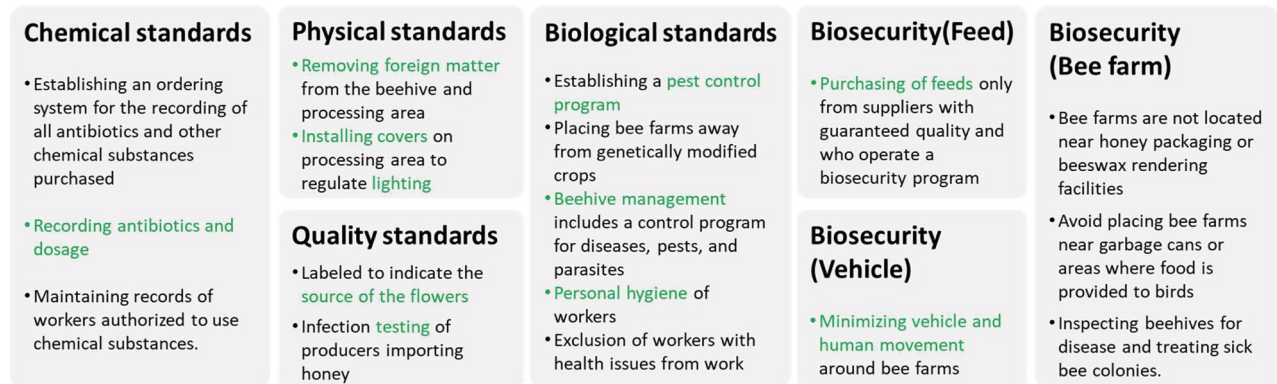 Chemical standards
•Establishing an ordering
system for the recording of
all antibiotics and other
chemical substances
purchased
•Recording antibiotics and
dosage
•Maintaining records of
workers authorized to use
chemical substances.
Physical standards
•Removing foreign matter
from the beehive and
processing area
•Installing covers on
processing area to
regulate lighting
Quality standards
•Labeled to indicate the
source of the flowers
•Infection testing of
producers importing
honey
Biological standards
•Establishing a pest control
program
•Placing bee farms away
from genetically modified
crops
•Beehive management
includes a control program
for diseases, pests, and
parasites
•Personal hygiene of
workers
•Exclusion of workers with
health issues from work
Biosecurity(Feed)
•Purchasing of feeds only
from suppliers with
guaranteed quality and
who operate a
biosecurity program
Biosecurity
(Vehicle)
•Minimizing vehicle and
human movement
around bee farms
Biosecurity
(Bee farm)
•Bee farms are not located
near honey packaging or
beeswax rendering
facilities
•Avoid placing bee farms
near garbage cans or
areas where food is
provided to birds
•Inspecting beehives for
disease and treating sick
bee colonies.